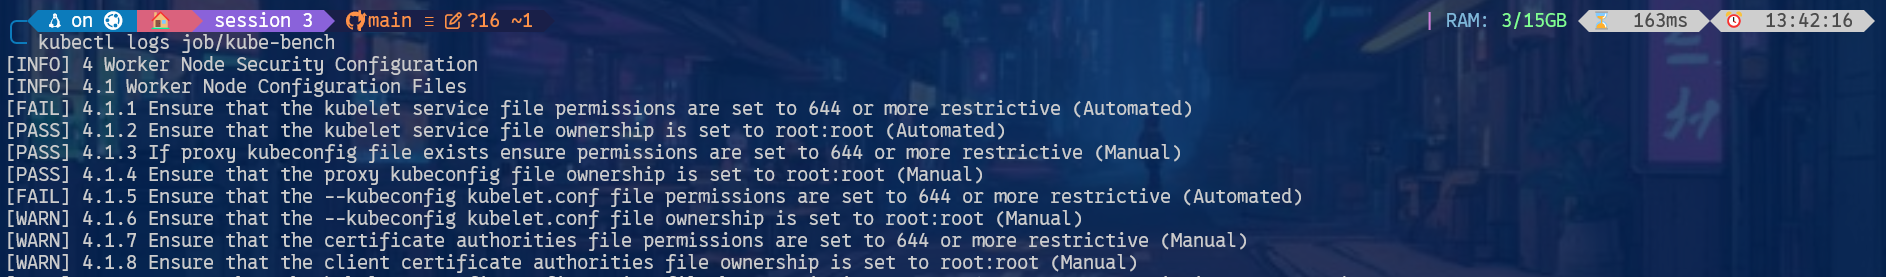 on session 3 main ≡ ?16 ~1 | RAM: 3/15GB 163ms 13:42:16
kubectl logs job/kube-bench
[INFO] 4 Worker Node Security Configuration
[INFO] 4.1 Worker Node Configuration Files
[FAIL] 4.1.1 Ensure that the kubelet service file permissions are set to 644 or more restrictive (Automated)
[PASS] 4.1.2 Ensure that the kubelet service file ownership is set to root:root (Automated)
[PASS] 4.1.3 If proxy kubeconfig file exists ensure permissions are set to 644 or more restrictive (Manual)
[PASS] 4.1.4 Ensure that the proxy kubeconfig file ownership is set to root:root (Manual)
[FAIL] 4.1.5 Ensure that the --kubeconfig kubelet.conf file permissions are set to 644 or more restrictive (Automated)
[WARN] 4.1.6 Ensure that the --kubeconfig kubelet.conf file ownership is set to root:root (Manual)
[WARN] 4.1.7 Ensure that the certificate authorities file permissions are set to 644 or more restrictive (Manual)
[WARN] 4.1.8 Ensure that the client certificate authorities file ownership is set to root:root (Manual)